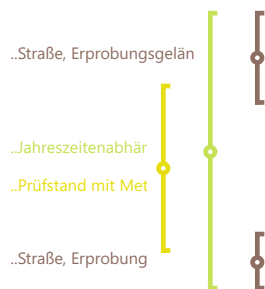 ..Straße, Erprobungsgelän
..Jahreszeitenabhär
..Prüfstand mit Met
..Straße, Erprobung